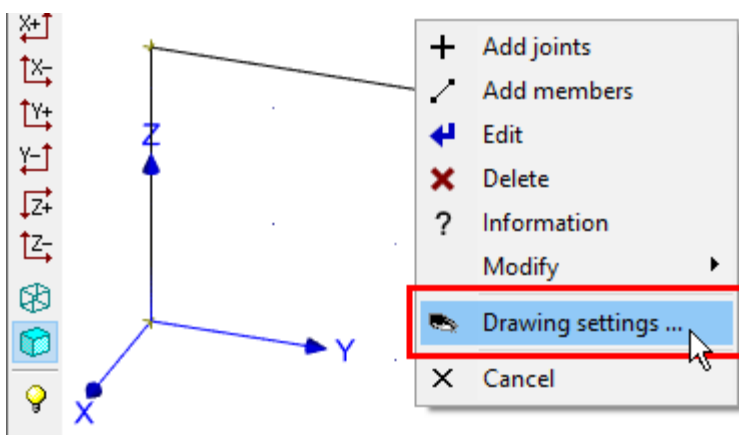 X+
X-
Y+
Y-
Z+
Z-
Z
Y
X
Add joints
Add members
Edit
Delete
? Information
Modify
Drawing settings ...
Cancel